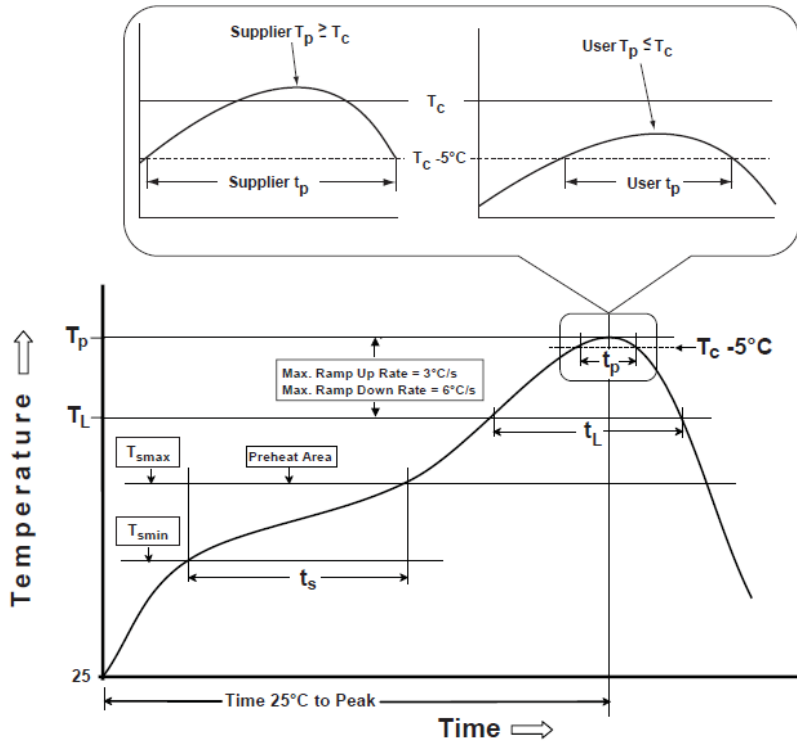 Supplier Tp ≥ Tc
User Tp ≤ Tc
Tc
Tc -5°C
Supplier tp
User tp
Tp
Tc -5°C
tp
Max. Ramp Up Rate = 3°C/s
Max. Ramp Down Rate = 6°C/s
TL
tL
Tsmax
Preheat Area
Tsmin
ts
Temperature
25
Time 25°C to Peak
Time